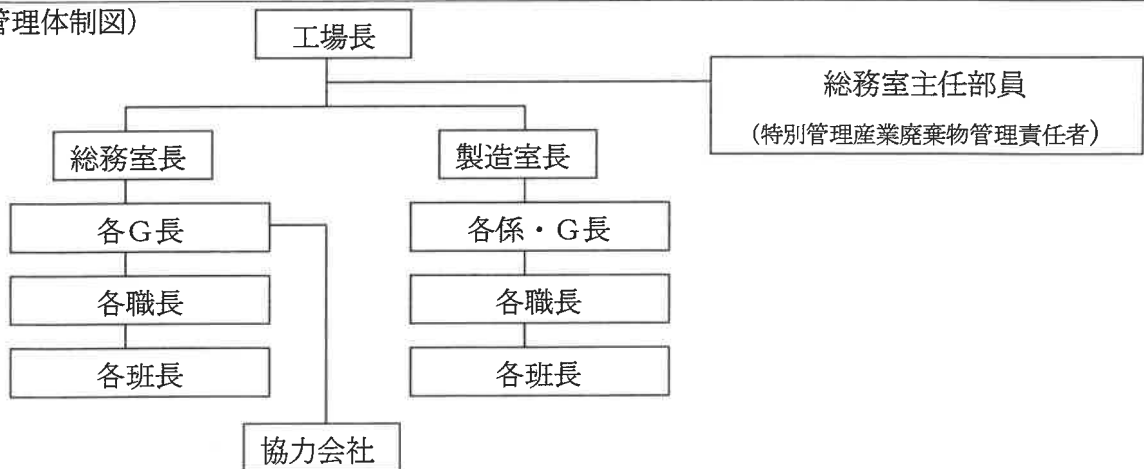 管理体制図)
工場長
総務室主任部員
(特別管理産業廃棄物管理責任者)
総務室長
製造室長
各G長
各係・G長
各職長
各職長
各班長
各班長
協力会社